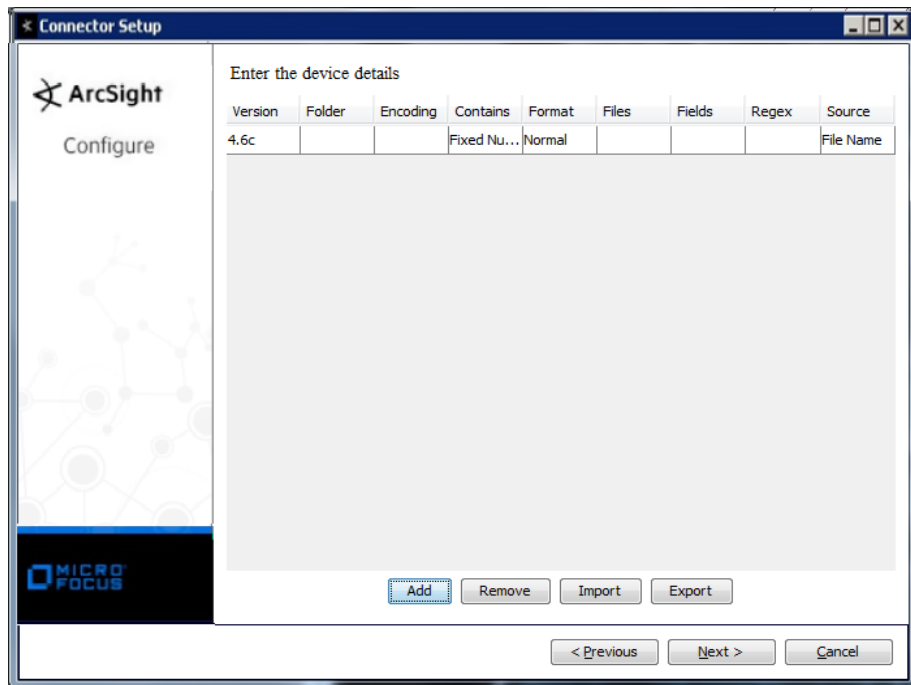 Connector Setup
ArcSight
Configure
Enter the device details
Version Folder Encoding Contains Format Files Fields Regex Source
4.6c Fixed Nu... Normal File Name
MICRO
FOCUS
Add Remove Import Export
< Previous Next > Cancel